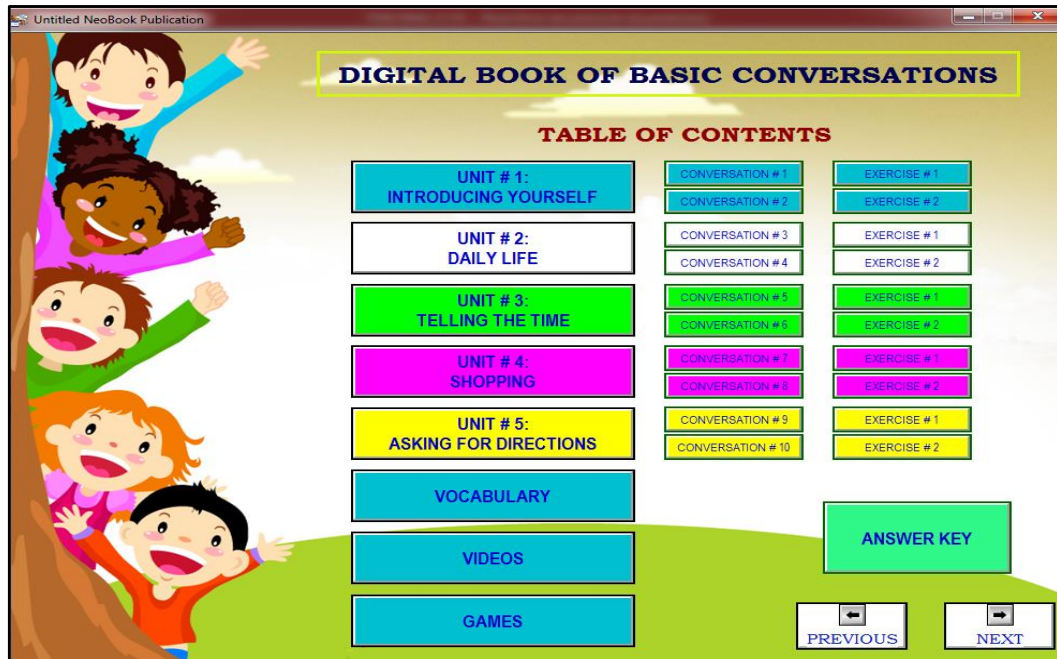 Untitled NeoBook Publication
DIGITAL BOOK OF BASIC CONVERSATIONS
TABLE OF CONTENTS
UNIT # 1:
INTRODUCING YOURSELF
CONVERSATION # 1
EXERCISE # 1
CONVERSATION # 2
EXERCISE # 2
UNIT # 2:
DAILY LIFE
CONVERSATION # 3
EXERCISE # 1
CONVERSATION # 4
EXERCISE # 2
UNIT # 3:
TELLING THE TIME
CONVERSATION # 5
EXERCISE # 1
CONVERSATION # 6
EXERCISE # 2
UNIT # 4:
SHOPPING
CONVERSATION # 7
EXERCISE # 1
CONVERSATION # 8
EXERCISE # 2
UNIT # 5:
ASKING FOR DIRECTIONS
CONVERSATION # 9
EXERCISE # 1
CONVERSATION # 10
EXERCISE # 2
VOCABULARY
VIDEOS
GAMES
ANSWER KEY
PREVIOUS
NEXT